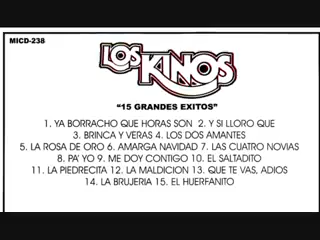 MICD-238
LOS KINOS
"15 GRANDES EXITOS"
1. YA BORRACHO QUE HORAS SON 2. Y SI LLORO QUE
3. BRINCA Y VERAS 4. LOS DOS AMANTES
5. LA ROSA DE ORO 6. AMARGA NAVIDAD 7. LAS CUATRO NOVIAS
8. PA' YO 9. ME DOY CONTIGO 10. EL SALTADITO
11. LA PIEDRECITA 12. LA MALDICION 13. QUE TE VAS, ADIOS
14. LA BRUJERIA 15. EL HUERFANITO